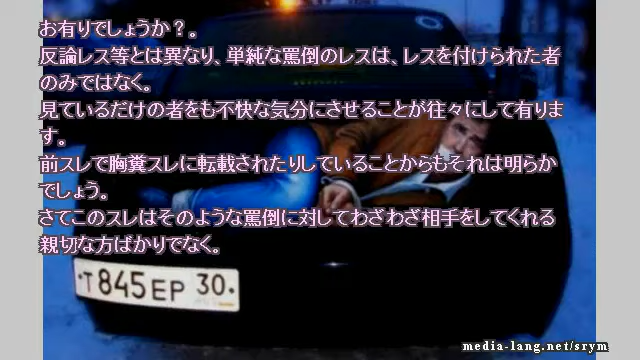 お有りでしょうか？。
反論レス等とは異なり、単純な罵倒のレスは、レスを付けられた者
のみではなく。
見ているだけの者をも不快な気分にさせることが往々にして有りま
す。
前スレで胸糞スレに転載されたりしていることからもそれは明らか
でしょう。
さてこのスレはそのような罵倒に対してわざわざ相手をしてくれる
親切な方ばかりでなく。
т845ер 30
media-lang.net/srym